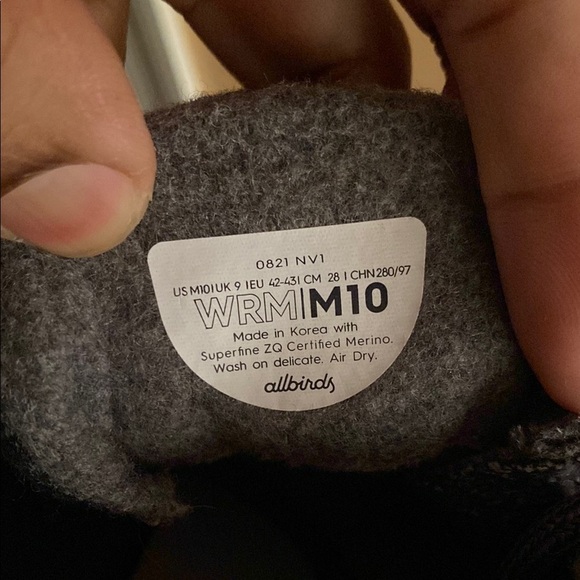 0821 NV1
US M10 | UK 9 | EU 42-43 | CM 28 | CHN 280/97
WRM|M10
Made in Korea with
Superfine ZQ Certified Merino.
Wash on delicate. Air Dry.
allbirds